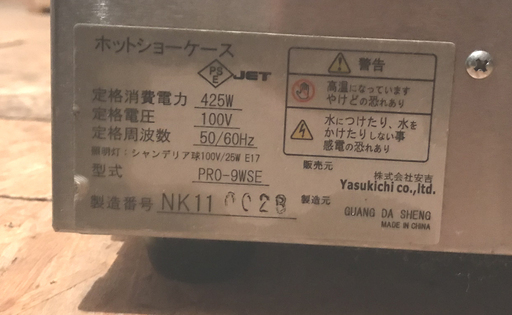 ホットショーケース
PSE JET
定格消費電力 425W
定格電圧 100V
定格周波数 50/60Hz
照明灯: シャンデリア球100V/25W E17
型式 PRO-9WSE
製造番号 NK11 0028
警告
高温になっています
やけどの恐れあり
水につけたり、水を
かけたりしない事
感電の恐れあり
販売元
株式会社安吉
Yasukichi co.,ltd.
製造元
GUANG DA SHENG
MADE IN CHINA